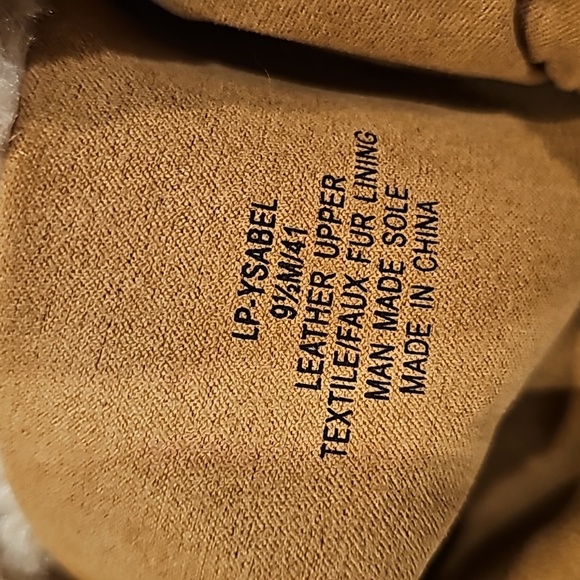 LP-YSABEL
9½M/41
LEATHER UPPER
TEXTILE/FAUX FUR LINING
MAN MADE SOLE
MADE IN CHINA